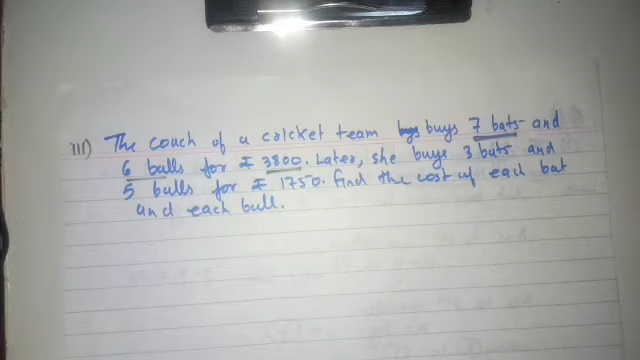 III) The couch of a cricket team buys 7 bats and
6 balls for ₹ 3800. Later, she buys 3 bats and
5 balls for ₹ 1750. find the cost of each bat
and each ball.